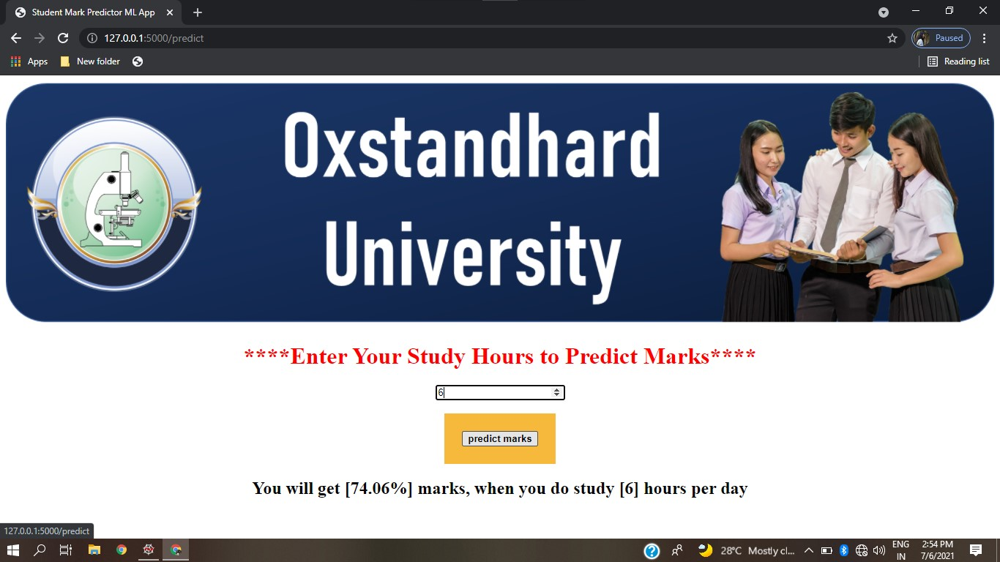 Student Mark Predictor ML App
127.0.0.1:5000/predict
Paused
Apps
New folder
Reading list
Oxstandhard
University
****Enter Your Study Hours to Predict Marks****
6
predict marks
You will get [74.06%] marks, when you do study [6] hours per day
127.0.0.1:5000/predict
28°C Mostly cl...
ENG
IN
2:54 PM
7/6/2021